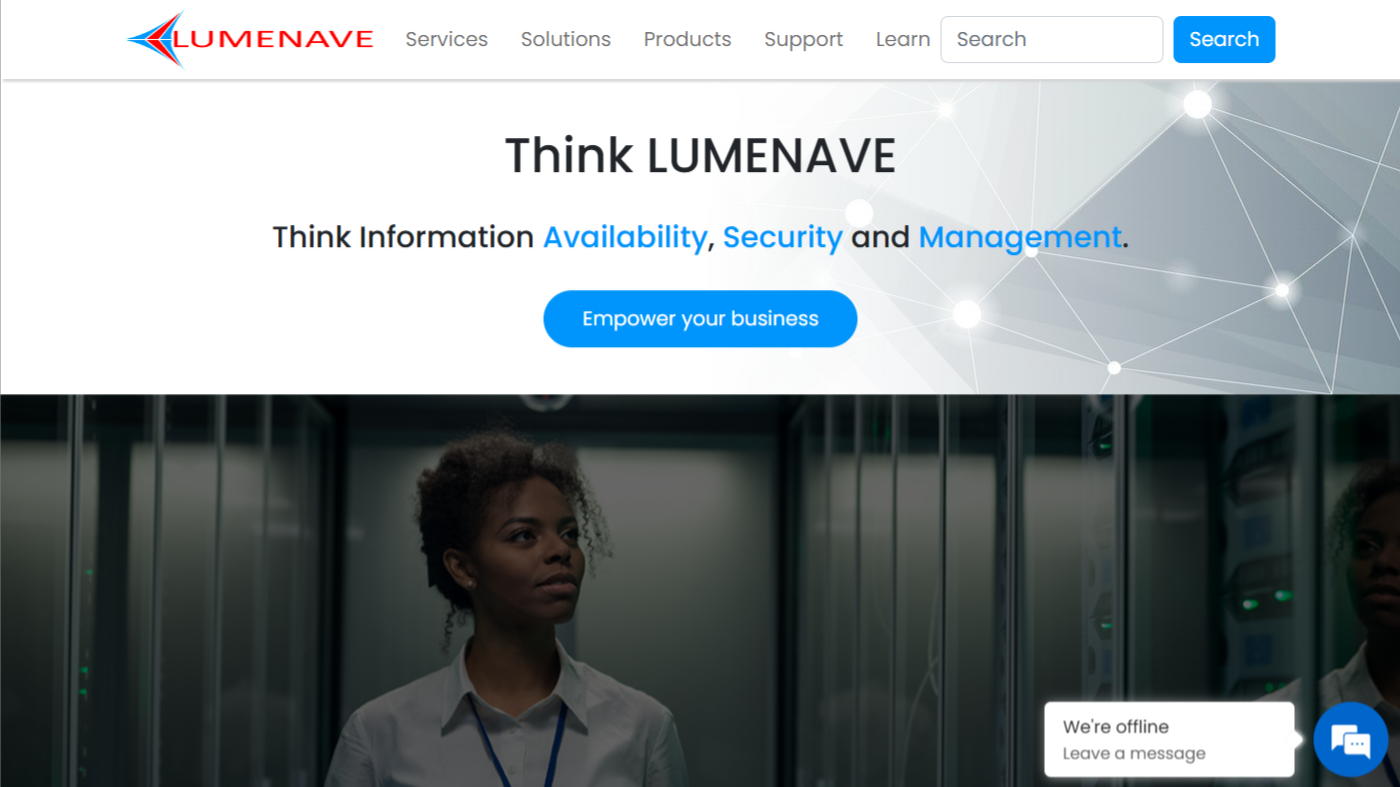 LUMENAVE
Services Solutions Products Support Learn Search Search
Think LUMENAVE
Think Information Availability, Security and Management.
Empower your business
We're offline
Leave a message